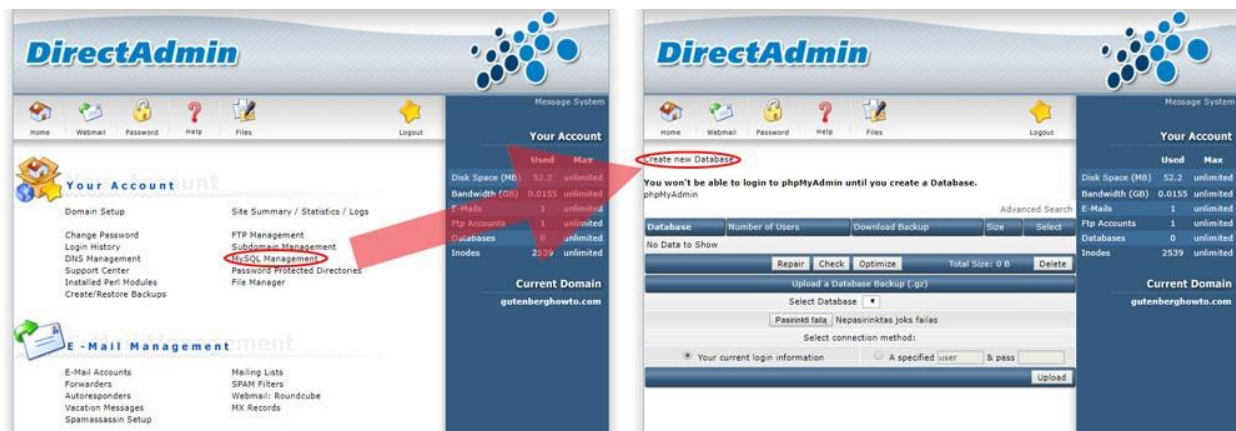 DirectAdmin
Message System
Home Webmail Password Help Files Logout
Your Account
Used Max
Disk Space (MB) 52.2 unlimited
Bandwidth (GB) 0.0155 unlimited
E-Mails 1 unlimited
Ftp Accounts 1 unlimited
Databases 0 unlimited
Inodes 2539 unlimited
Current Domain
gutenberghowto.com
Your Account
Domain Setup Site Summary / Statistics / Logs
Change Password FTP Management
Login History Subdomain Management
DNS Management MySQL Management
Support Center Password Protected Directories
Installed Perl Modules File Manager
Create/Restore Backups
E-Mail Management
E-Mail Accounts Mailing Lists
Forwarders SPAM Filters
Autoresponders Webmail: Roundcube
Vacation Messages MX Records
Spamassassin Setup
DirectAdmin
Message System
Home Webmail Password Help Files Logout
Your Account
Used Max
Disk Space (MB) 52.2 unlimited
Bandwidth (GB) 0.0155 unlimited
E-Mails 1 unlimited
Ftp Accounts 1 unlimited
Databases 0 unlimited
Inodes 2539 unlimited
Current Domain
gutenberghowto.com
Create new Database
You won't be able to login to phpMyAdmin until you create a Database.
phpMyAdmin
Advanced Search
Database Number of Users Download Backup Size Select
No Data to Show
Repair Check Optimize Total Size: 0 B Delete
Upload a Database Backup (.gz)
Select Database
Pasirinkti failą Nepasirinktas joks failas
Select connection method:
Your current login information A specified user & pass
Upload